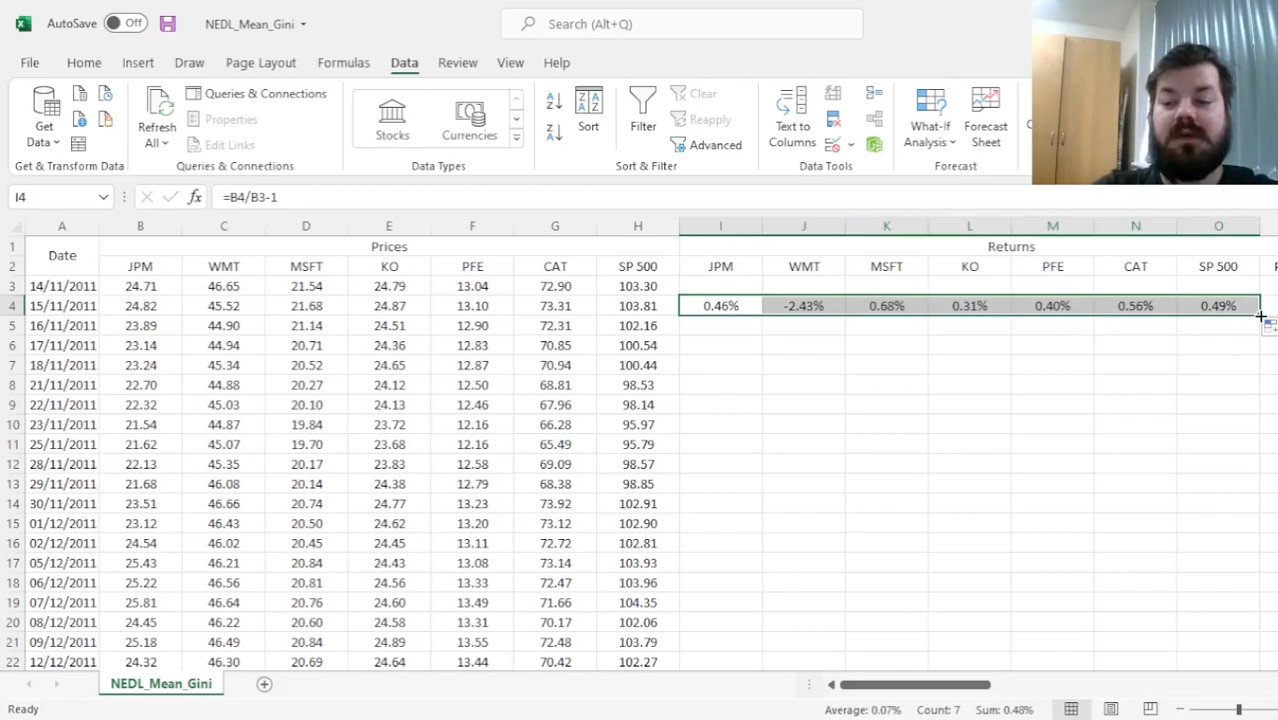 AutoSave Off NEDL_Mean_Gini Search (Alt+Q)
File Home Insert Draw Page Layout Formulas Data Review View Help
Get Data Refresh All Queries & Connections Properties Edit Links Stocks Currencies Sort Filter Clear Reapply Advanced Text to Columns What-If Analysis Forecast Sheet
Get & Transform Data Queries & Connections Data Types Sort & Filter Data Tools Forecast
I4 fx =B4/B3-1
A B C D E F G H I J K L M N O
1 Date Prices Returns
2 JPM WMT MSFT KO PFE CAT SP 500 JPM WMT MSFT KO PFE CAT SP 500
3 14/11/2011 24.71 46.65 21.54 24.79 13.04 72.90 103.30
4 15/11/2011 24.82 45.52 21.68 24.87 13.10 73.31 103.81 0.46% -2.43% 0.68% 0.31% 0.40% 0.56% 0.49%
5 16/11/2011 23.89 44.90 21.14 24.51 12.90 72.31 102.16
6 17/11/2011 23.14 44.94 20.71 24.36 12.83 70.85 100.54
7 18/11/2011 23.24 45.34 20.52 24.65 12.87 70.94 100.44
8 21/11/2011 22.70 44.88 20.27 24.12 12.50 68.81 98.53
9 22/11/2011 22.32 45.03 20.10 24.13 12.46 67.96 98.14
10 23/11/2011 21.54 44.87 19.84 23.72 12.16 66.28 95.97
11 25/11/2011 21.62 45.07 19.70 23.68 12.16 65.49 95.79
12 28/11/2011 22.13 45.35 20.17 23.83 12.58 69.09 98.57
13 29/11/2011 21.68 46.08 20.14 24.38 12.79 68.38 98.85
14 30/11/2011 23.51 46.66 20.74 24.77 13.23 73.92 102.91
15 01/12/2011 23.12 46.43 20.50 24.62 13.20 73.12 102.90
16 02/12/2011 24.54 46.02 20.45 24.45 13.11 72.72 102.81
17 05/12/2011 25.43 46.21 20.84 24.43 13.08 73.14 103.93
18 06/12/2011 25.22 46.56 20.81 24.56 13.33 72.47 103.96
19 07/12/2011 25.81 46.64 20.76 24.60 13.49 71.66 104.35
20 08/12/2011 24.45 46.22 20.60 24.58 13.31 70.17 102.06
21 09/12/2011 25.18 46.49 20.84 24.89 13.55 72.48 103.79
22 12/12/2011 24.32 46.30 20.69 24.64 13.44 70.42 102.27
NEDL_Mean_Gini
Ready Average: 0.07% Count: 7 Sum: 0.48%